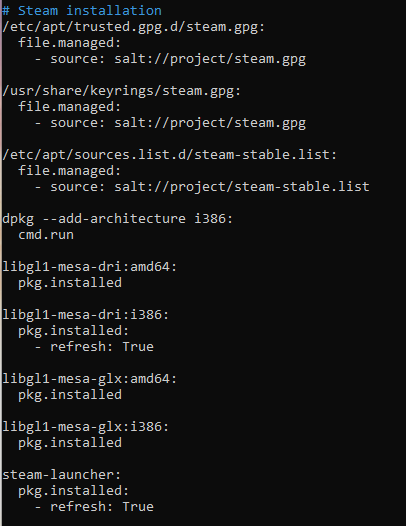 # Steam installation
/etc/apt/trusted.gpg.d/steam.gpg:
  file.managed:
    - source: salt://project/steam.gpg

/usr/share/keyrings/steam.gpg:
  file.managed:
    - source: salt://project/steam.gpg

/etc/apt/sources.list.d/steam-stable.list:
  file.managed:
    - source: salt://project/steam-stable.list

dpkg --add-architecture i386:
  cmd.run

libgl1-mesa-dri:amd64:
  pkg.installed

libgl1-mesa-dri:i386:
  pkg.installed:
    - refresh: True

libgl1-mesa-glx:amd64:
  pkg.installed

libgl1-mesa-glx:i386:
  pkg.installed

steam-launcher:
  pkg.installed:
    - refresh: True